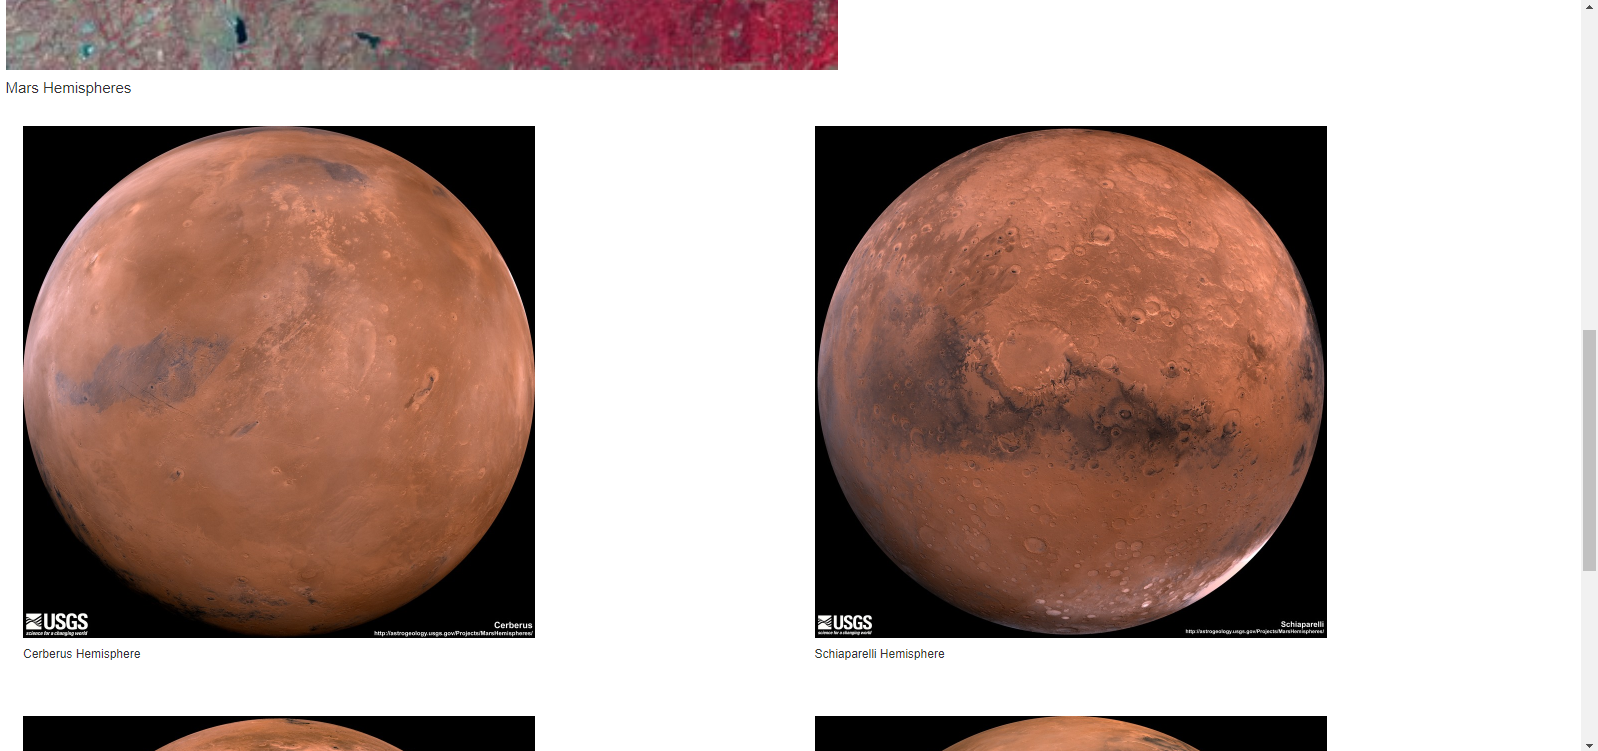 Mars Hemispheres
USGS
science for a changing world
Cerberus
http://astrogeology.usgs.gov/Projects/MarsHemispheres/
Cerberus Hemisphere
USGS
science for a changing world
Schiaparelli
http://astrogeology.usgs.gov/Projects/MarsHemispheres/
Schiaparelli Hemisphere